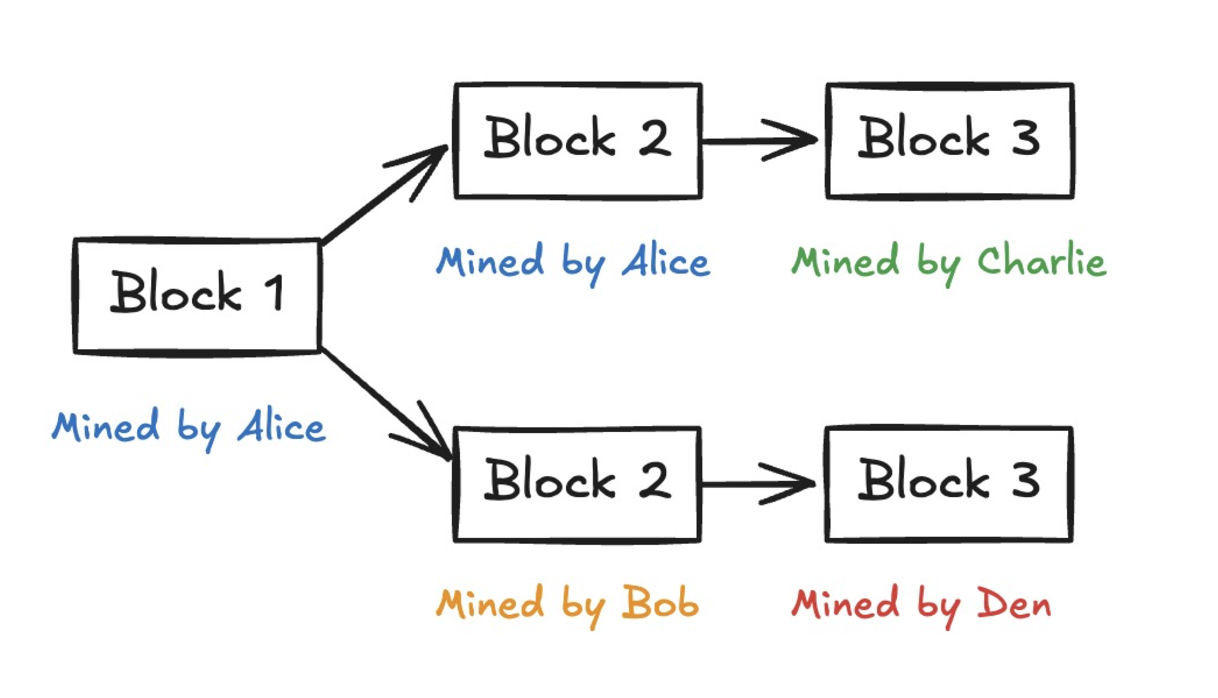 Block 2
Block 3
Mined by Alice
Mined by Charlie
Block 1
Mined by Alice
Block 2
Block 3
Mined by Bob
Mined by Den